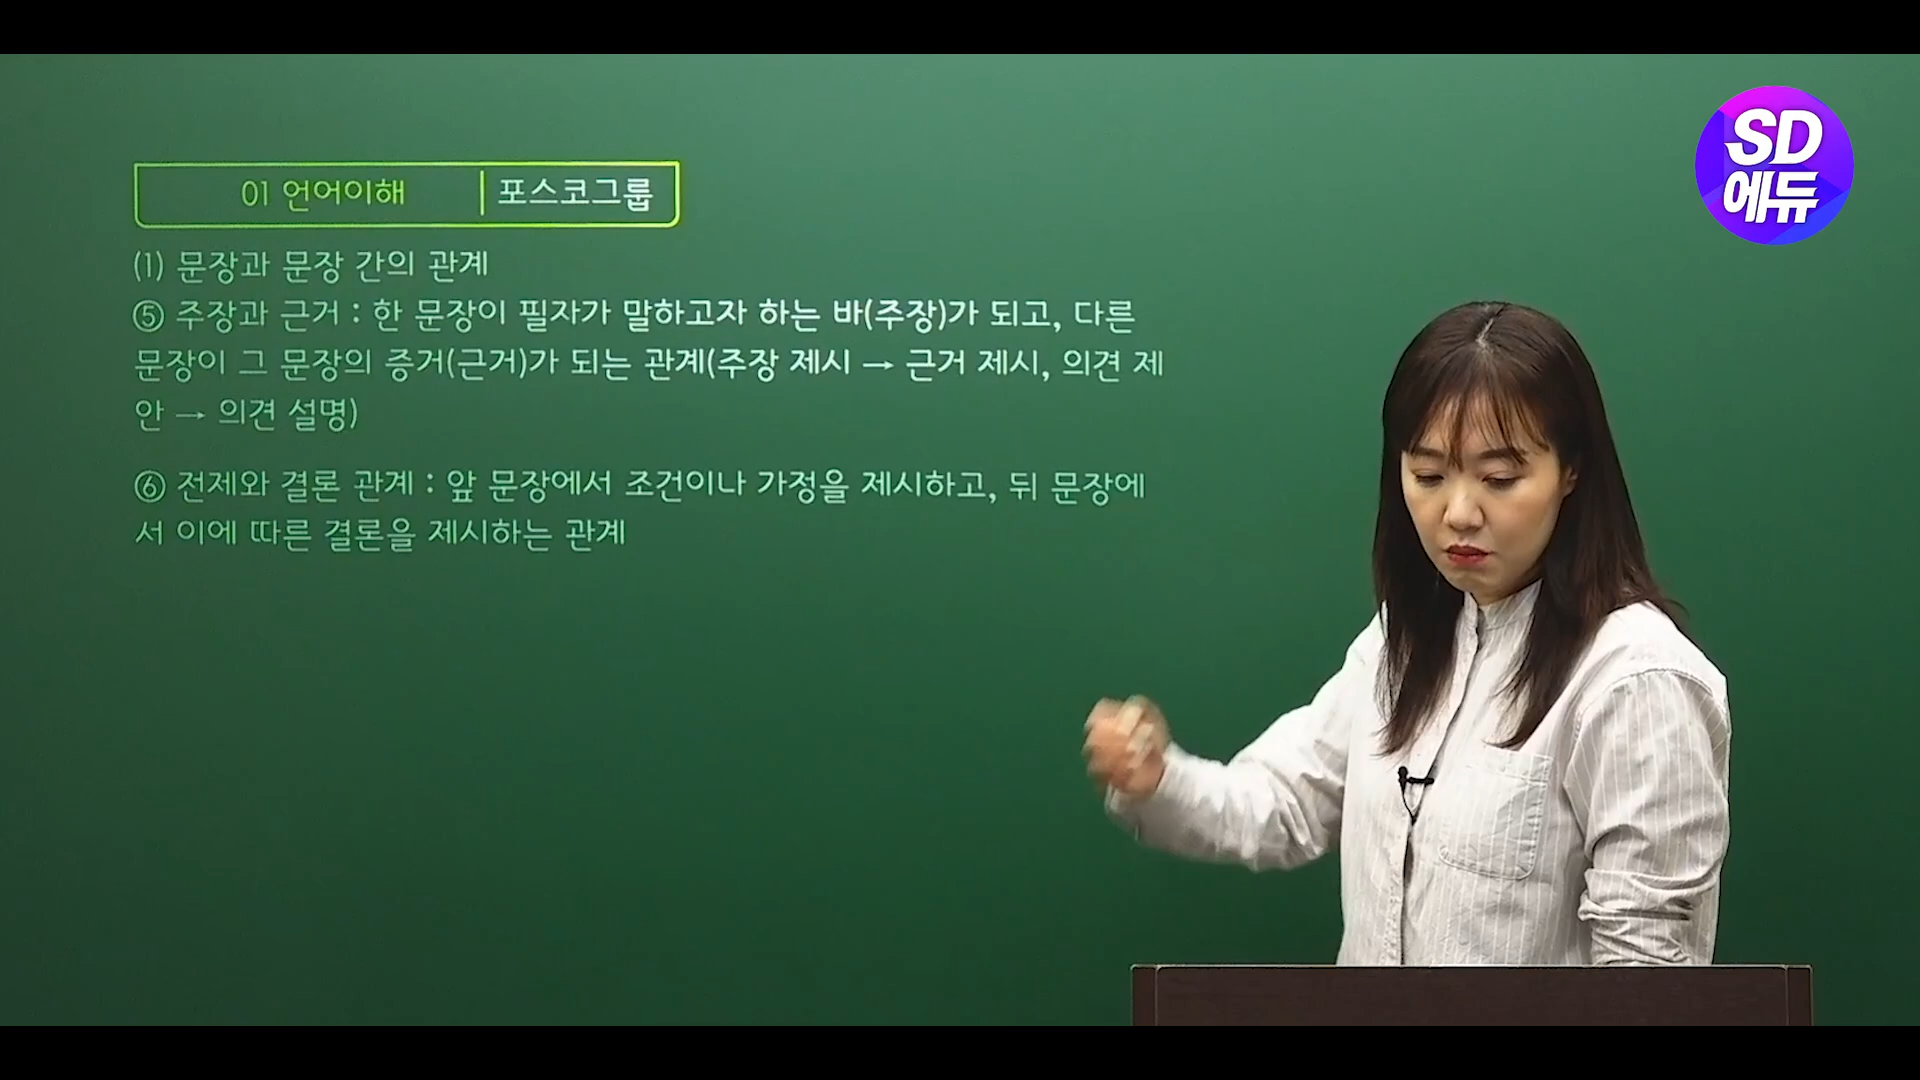 SD
에듀
01 언어이해 포스코그룹
(1) 문장과 문장 간의 관계
⑤ 주장과 근거 : 한 문장이 필자가 말하고자 하는 바(주장)가 되고, 다른
문장이 그 문장의 증거(근거)가 되는 관계(주장 제시 → 근거 제시, 의견 제
안 → 의견 설명)
⑥ 전제와 결론 관계 : 앞 문장에서 조건이나 가정을 제시하고, 뒤 문장에
서 이에 따른 결론을 제시하는 관계